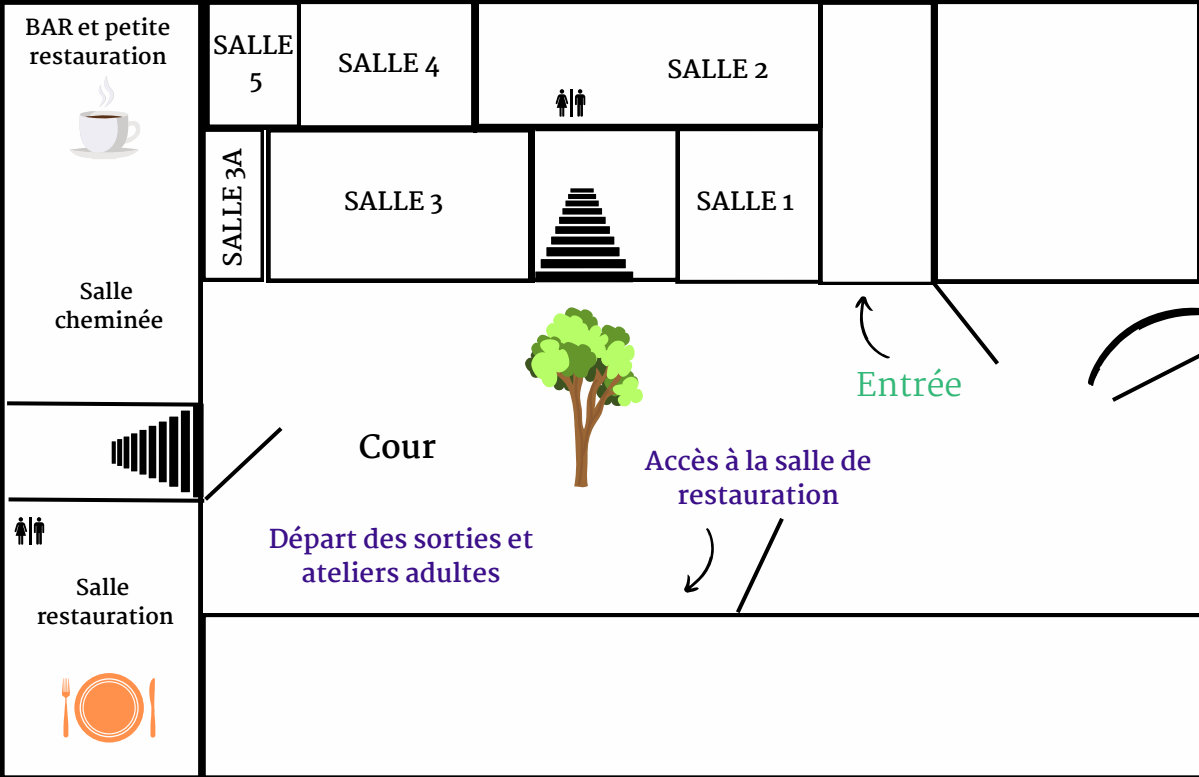 BAR et petite
restauration
SALLE
5
SALLE 4
SALLE 2
SALLE 3A
SALLE 3
SALLE 1
Salle
cheminée
Entrée
Cour
Accès à la salle de
restauration
Départ des sorties et
ateliers adultes
Salle
restauration